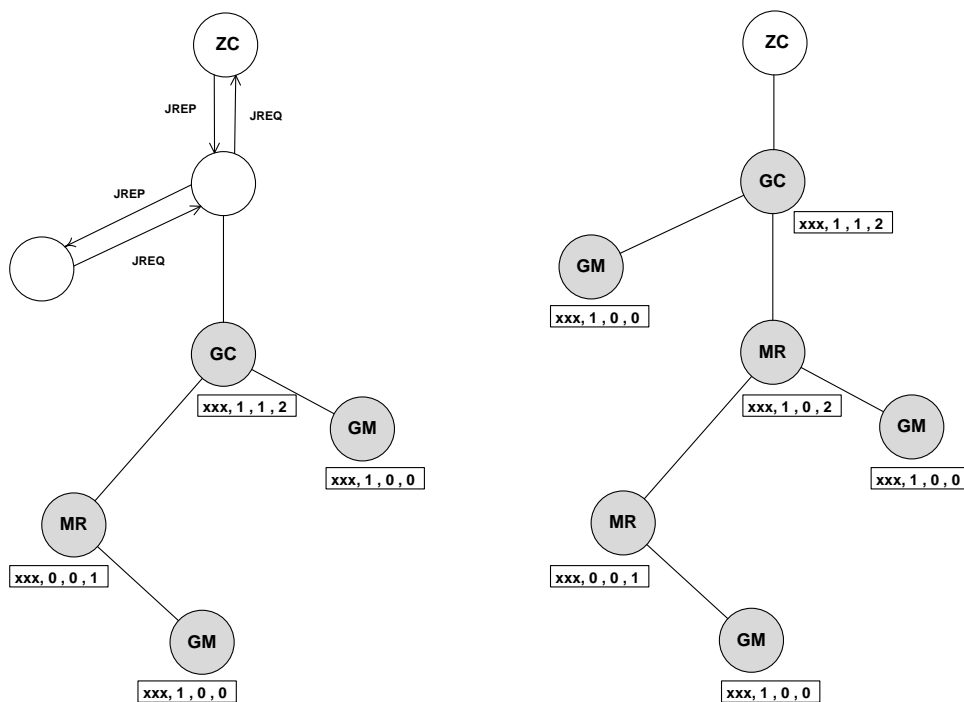 ZC
JREP
JREQ
JREP
JREQ
GC
xxx, 1 , 1 , 2
GM
xxx, 1 , 0 , 0
MR
xxx, 0 , 0 , 1
GM
xxx, 1 , 0 , 0
ZC
GC
xxx, 1 , 1 , 2
GM
xxx, 1 , 0 , 0
MR
xxx, 1 , 0 , 2
GM
xxx, 1 , 0 , 0
MR
xxx, 0 , 0 , 1
GM
xxx, 1 , 0 , 0